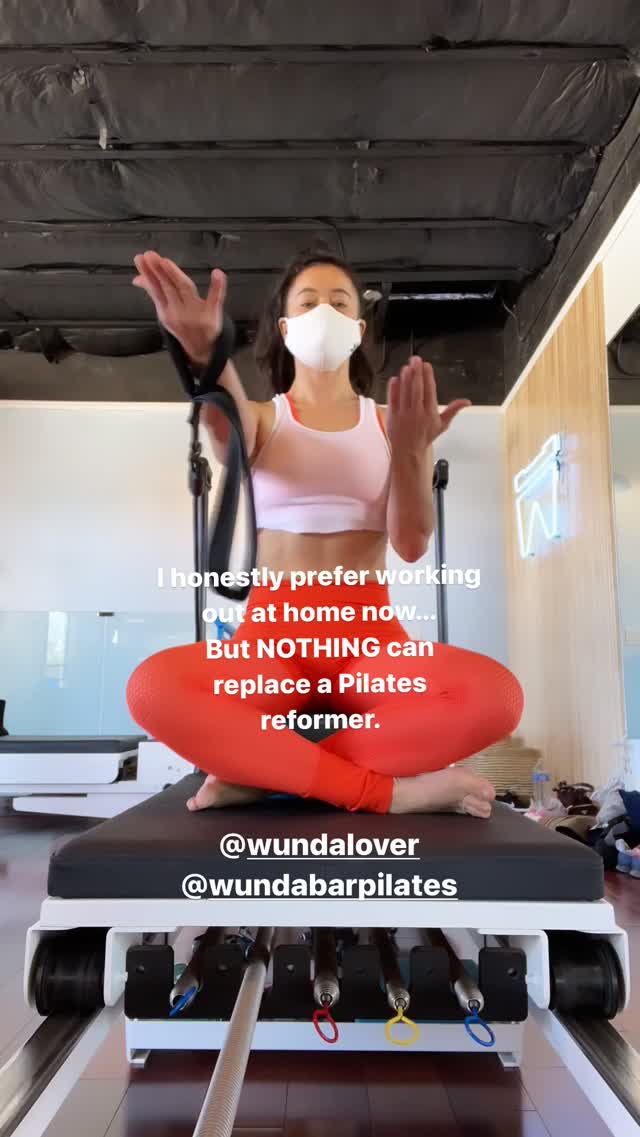 I honestly prefer working
out at home now...
But NOTHING can
replace a Pilates
reformer.
@wundalover
@wundabarpilates